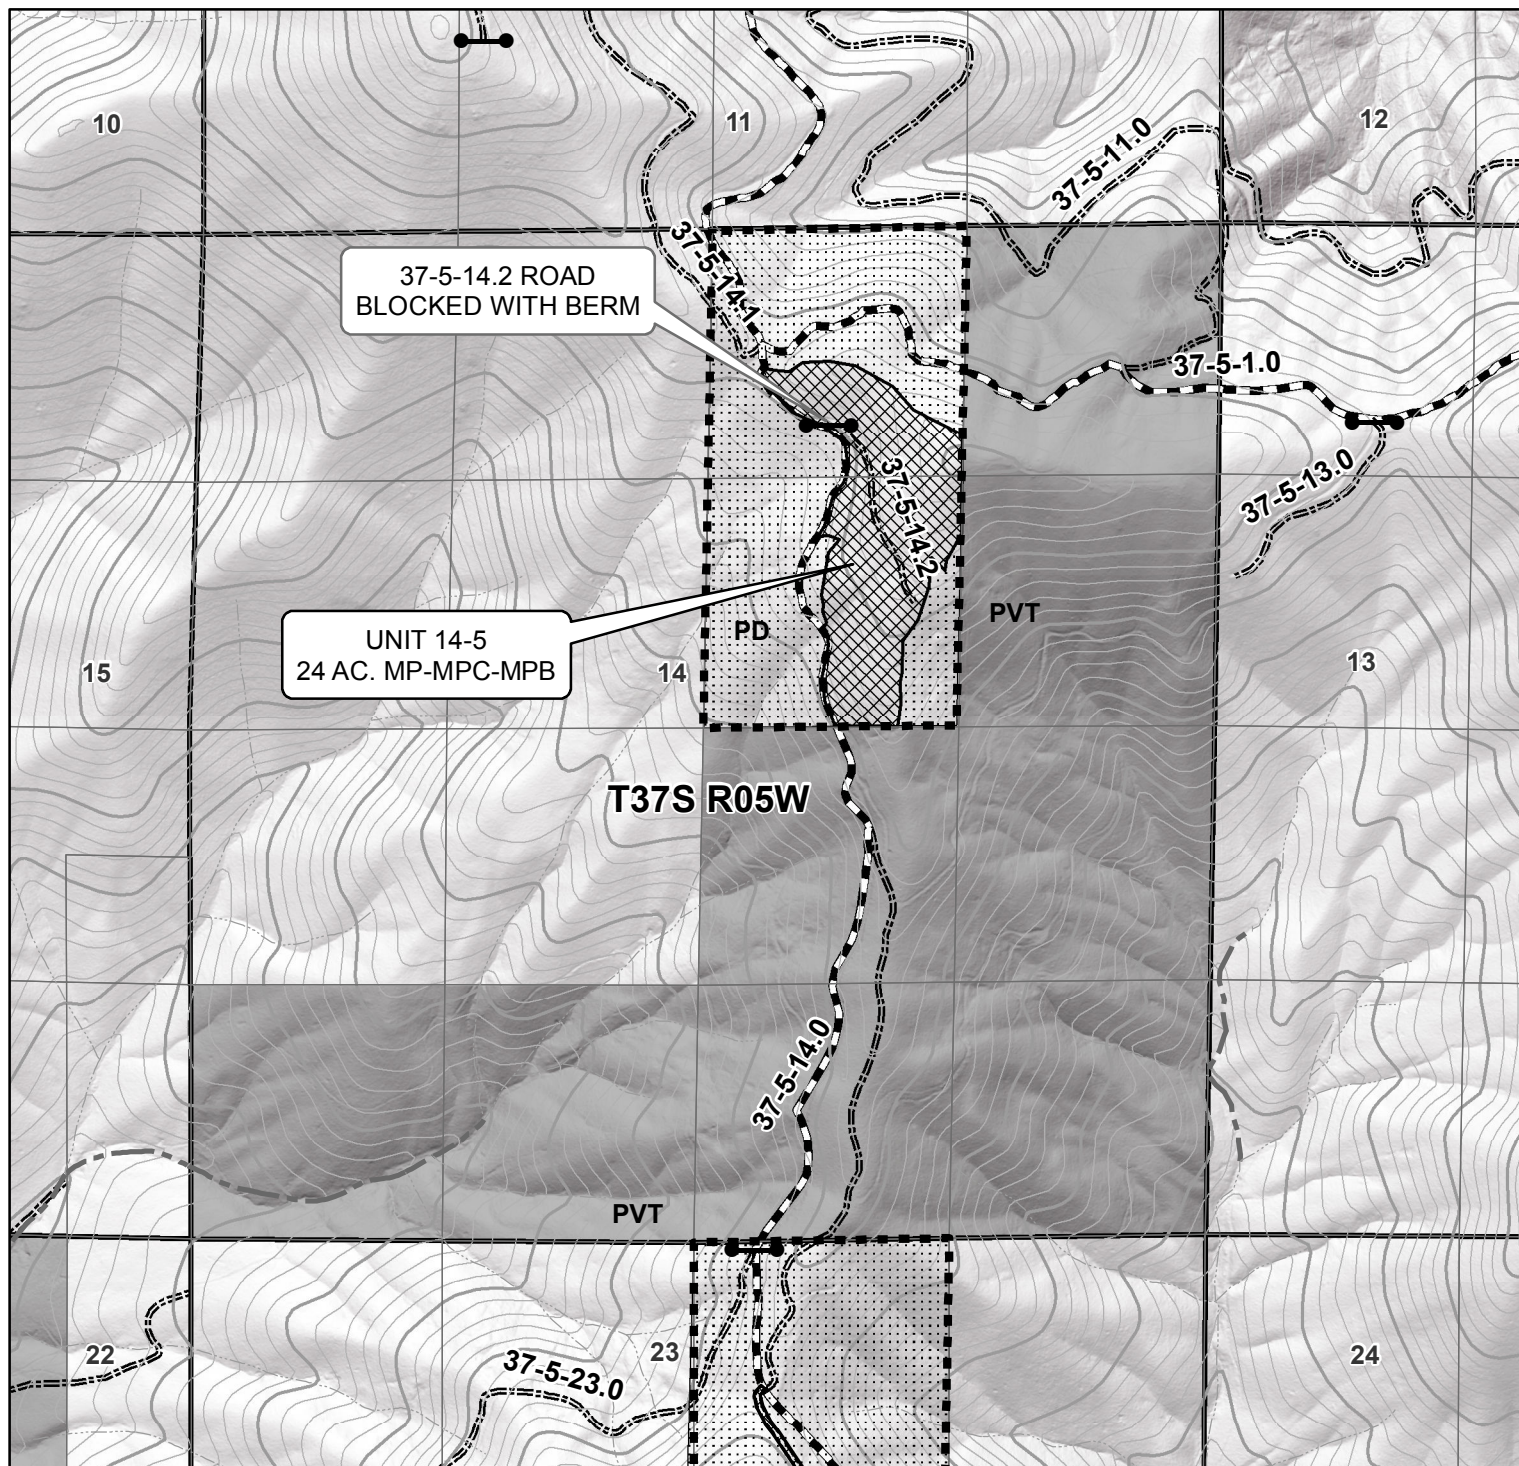 10
11
12
37-5-11.0
37-5-14.1
37-5-14.2 ROAD
BLOCKED WITH BERM
37-5-1.0
37-5-13.0
37-5-14.2
PVT
PD
UNIT 14-5
24 AC. MP-MPC-MPB
15
14
13
T37S R05W
37-5-14.0
PVT
22
23
24
37-5-23.0